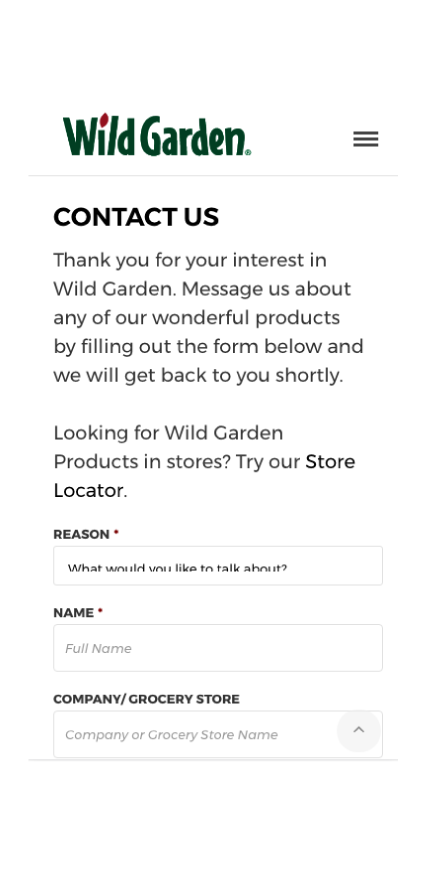 Wild Garden®
CONTACT US
Thank you for your interest in
Wild Garden. Message us about
any of our wonderful products
by filling out the form below and
we will get back to you shortly.
Looking for Wild Garden
Products in stores? Try our Store
Locator.
REASON *
What would you like to talk about?
NAME *
Full Name
COMPANY/ GROCERY STORE
Company or Grocery Store Name